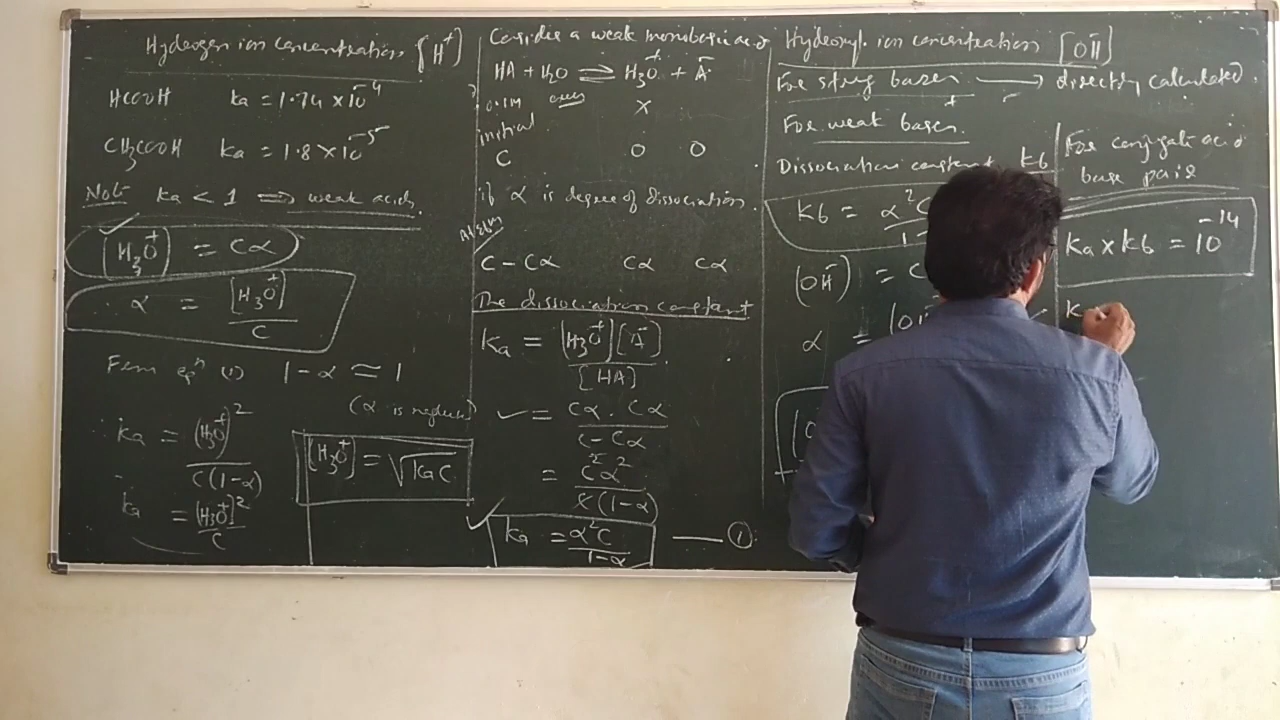 Hydrogen ion concentration [H⁺]
HCOOH Ka = 1.74 × 10⁻⁴
CH₃COOH Ka = 1.8 × 10⁻⁵
Note Ka < 1 ⟹ weak acids.
[H₃O⁺] = Cα
∴ α = [H₃O⁺] / C
From eqⁿ (1) 1 - α ≈ 1
(α is
∴ Ka = [H₃O⁺]² / C(1-α)
Ka = [H₃O⁺]² / C
[H₃O⁺] = √KaC
Consider a weak monobasic acid
HA + H₂O ⇌ H₃O⁺ + A⁻
0.1M x
initial
C 0 0
if α is degree of dissociation.
At eqm
C - Cα Cα Cα
The dissociation constant
Ka = [H₃O⁺][A⁻] / [HA]
= Cα · Cα / C - Cα
= C²α² / C(1-α)
Ka = α²C / 1-α — ①
Hydroxyl ion concentration [OH⁻]
For strong bases ⟶ directly calculated.
For weak bases.
Dissociation constant Kb
Kb = α²C / 1-
[OH⁻] = C
α = [OH
For conjugate acid
base pair
Ka × Kb = 10⁻¹⁴
K